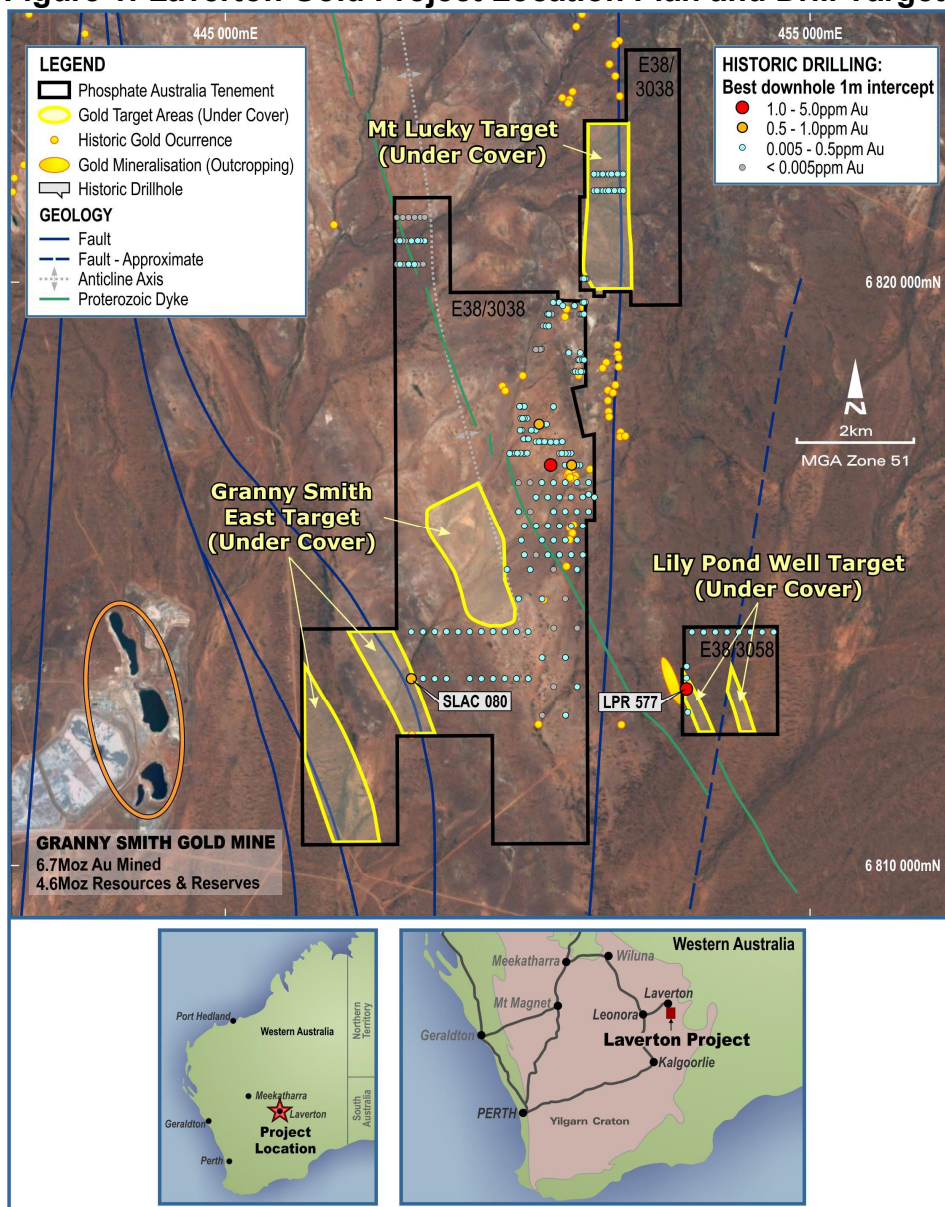 Figure 1: Laverton Gold Project Location Plan and Drill Target
445 000mE
455 000mE
LEGEND
Phosphate Australia Tenement
Gold Target Areas (Under Cover)
Historic Gold Ocurrence
Gold Mineralisation (Outcropping)
Historic Drillhole
GEOLOGY
Fault
Fault - Approximate
Anticline Axis
Proterozoic Dyke
E38/
3038
HISTORIC DRILLING:
Best downhole 1m intercept
1.0 - 5.0ppm Au
0.5 - 1.0ppm Au
0.005 - 0.5ppm Au
< 0.005ppm Au
Mt Lucky Target
(Under Cover)
6 820 000mN
E38/3038
N
2km
MGA Zone 51
Granny Smith
East Target
(Under Cover)
Lily Pond Well Target
(Under Cover)
E38/3058
SLAC 080
LPR 577
GRANNY SMITH GOLD MINE
6.7Moz Au Mined
4.6Moz Resources & Reserves
6 810 000mN
Port Hedland
Western Australia
Northern
Territory
South
Australia
Meekatharra
Laverton
Geraldton
Project
Location
Perth
Western Australia
Meekatharra
Wiluna
Mt Magnet
Laverton
Leonora
Geraldton
Laverton Project
Kalgoorlie
PERTH
Yilgarn Craton